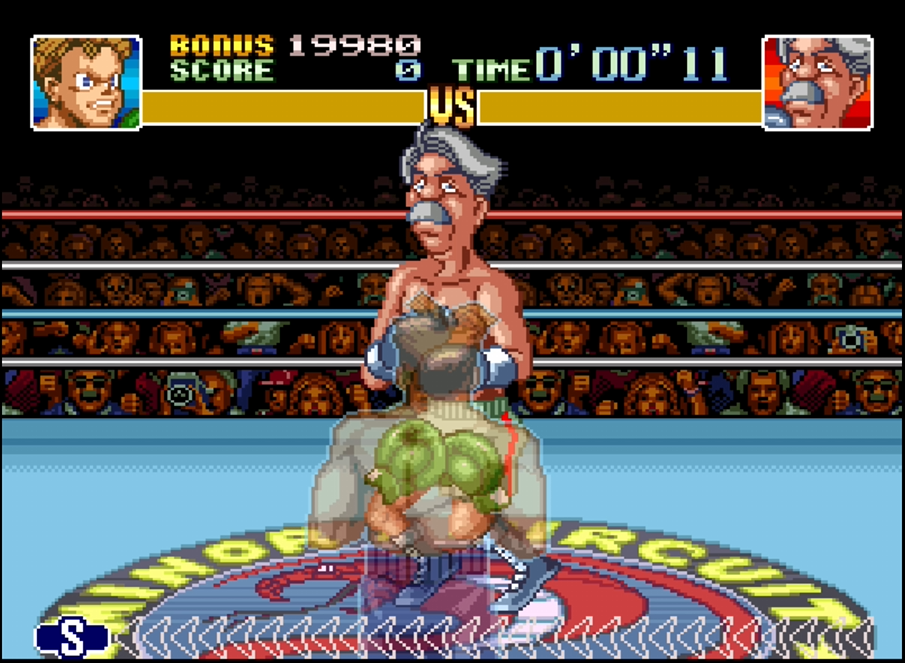 BONUS 19980
SCORE 0 TIME 0'00"11
VS
MINOR CIRCUIT
S